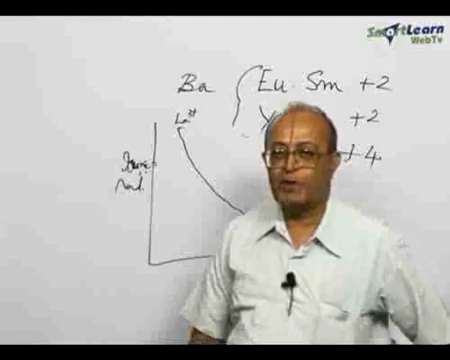 SmartLearn
WebTv
Ba Eu Sm +2
Y +2
+4
La³⁺
Ionic
rad.